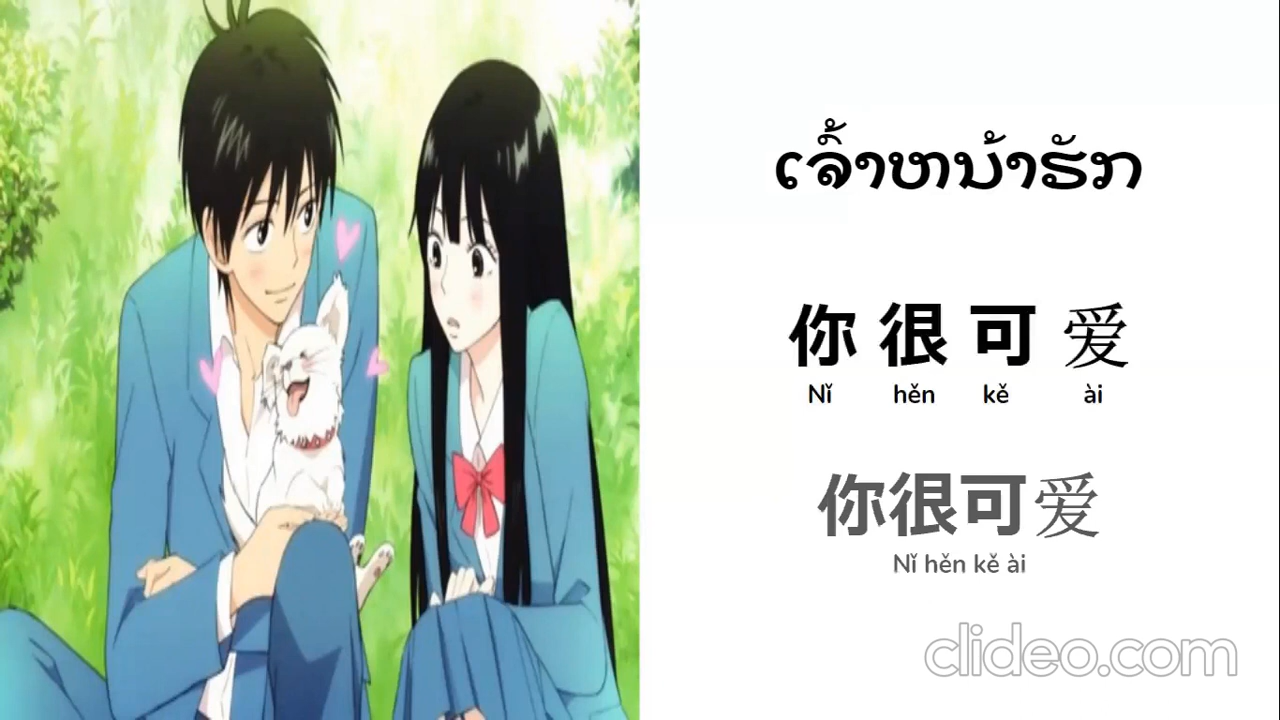 ເຈົ້າຫນ້າຮັກ
你 很 可 爱
Nǐ hěn kě ài
你很可爱
Nǐ hěn kě ài
clideo.com